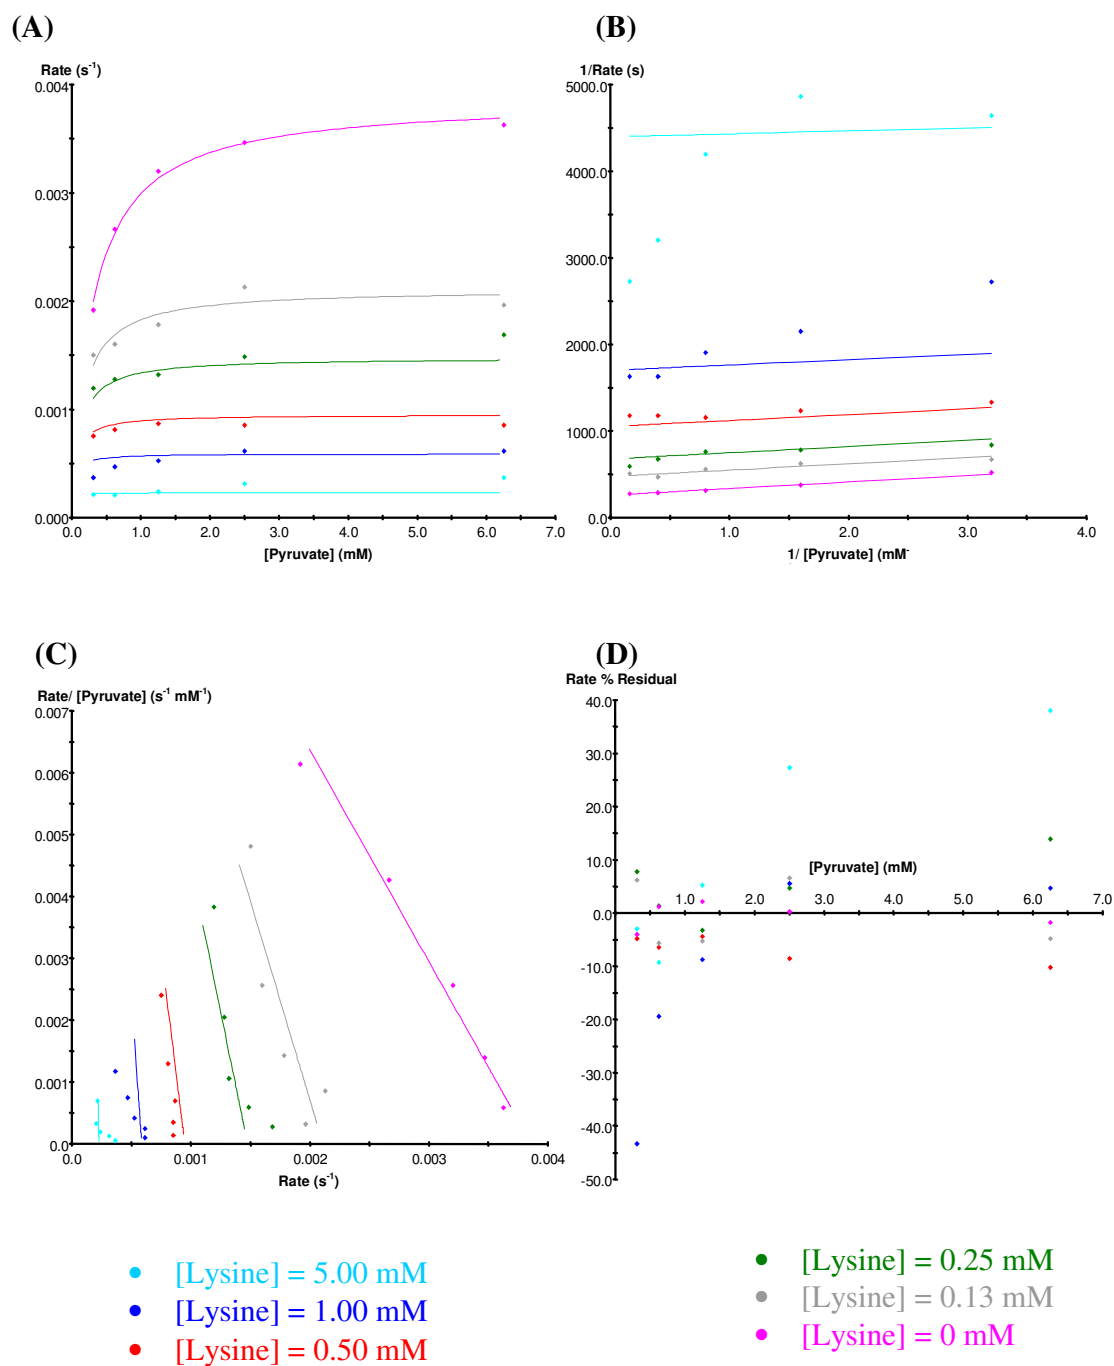 (A)
Rate (s⁻¹)
0.004
0.003
0.002
0.001
0.000
0.0 1.0 2.0 3.0 4.0 5.0 6.0 7.0
[Pyruvate] (mM)
(B)
1/Rate (s)
5000.0
4000.0
3000.0
2000.0
1000.0
0.0
0.0 1.0 2.0 3.0 4.0
1/ [Pyruvate] (mM⁻
(C)
Rate/ [Pyruvate] (s⁻¹ mM⁻¹)
0.007
0.006
0.005
0.004
0.003
0.002
0.001
0.0
0.0 0.001 0.002 0.003 0.004
Rate (s⁻¹)
(D)
Rate % Residual
40.0
30.0
20.0
10.0
0.0
-10.0
-20.0
-30.0
-40.0
-50.0
[Pyruvate] (mM)
1.0 2.0 3.0 4.0 5.0 6.0 7.0
[Lysine] = 5.00 mM
[Lysine] = 1.00 mM
[Lysine] = 0.50 mM
[Lysine] = 0.25 mM
[Lysine] = 0.13 mM
[Lysine] = 0 mM